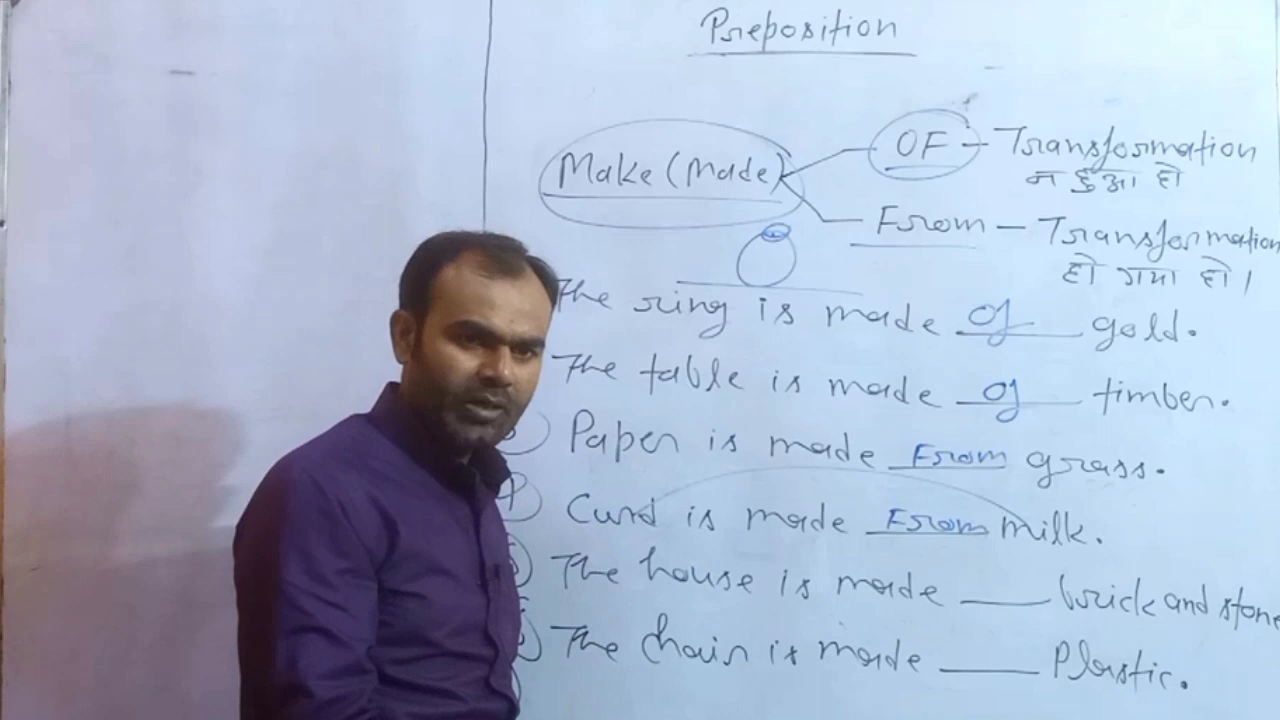 Preposition
Make (Made)
OF - Transformation
न हुआ हो
From - Transformation
हो गया हो।
The ring is made of gold.
The table is made of timber.
Paper is made From grass.
4 Curd is made From milk.
The house is made ____ brick and stone
The chair is made ____ Plastic.